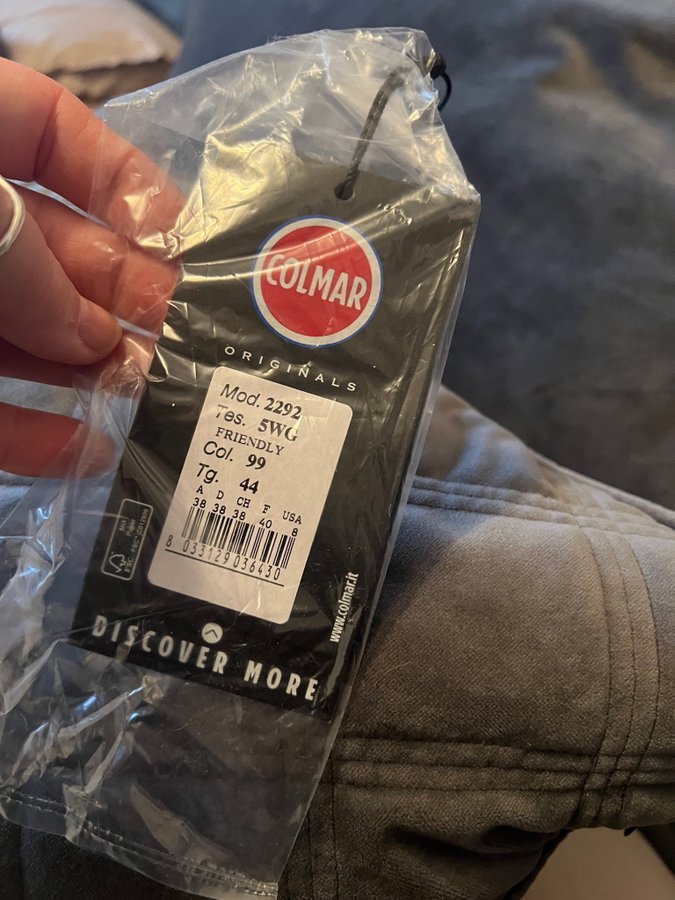 COLMAR
ORIGINALS
Mod. 2292
Tes. 5WG
FRIENDLY
Col. 99
Tg. 44
A D CH F USA
38 38 38 40 8
8 033129 036430
www.colmar.it
DISCOVER MORE